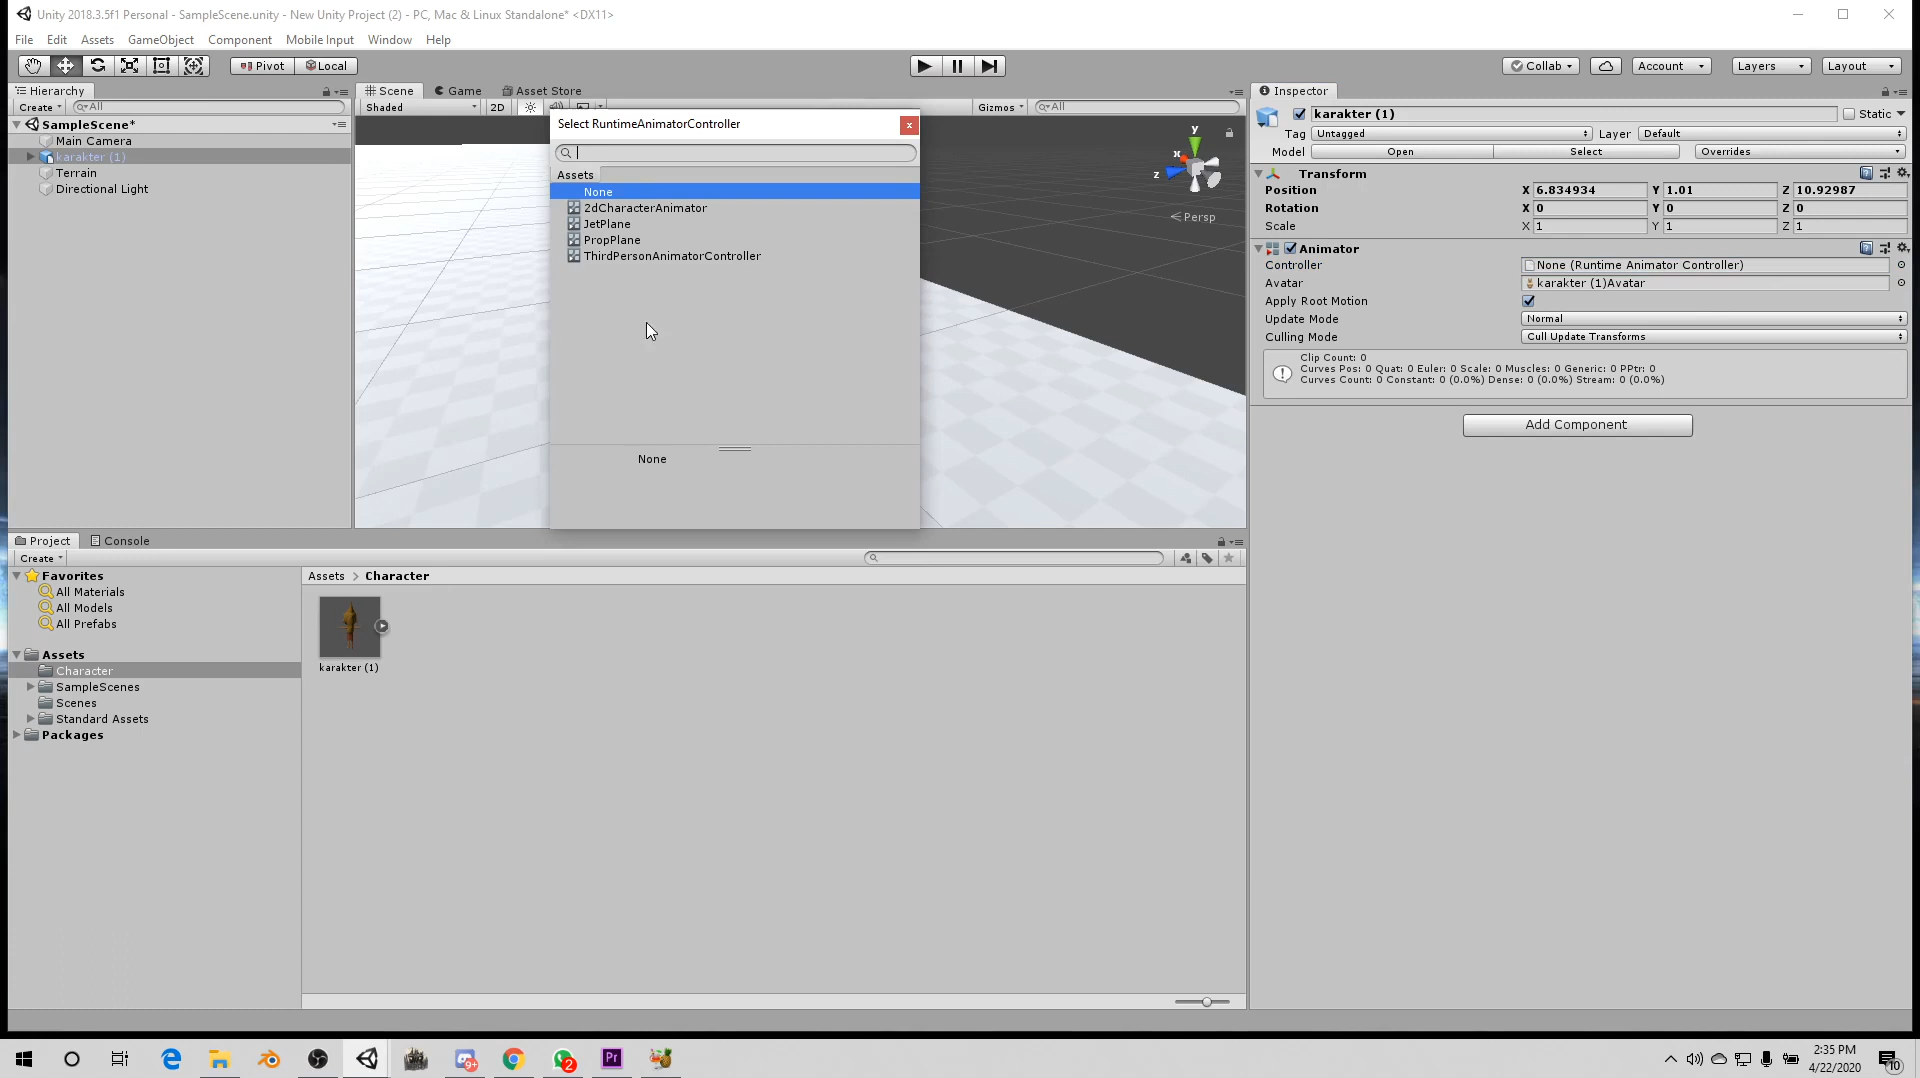 Unity 2018.3.5f1 Personal - SampleScene.unity - New Unity Project (2) - PC, Mac & Linux Standalone* <DX11>
File Edit Assets GameObject Component Mobile Input Window Help
Pivot Local Collab Account Layers Layout
Hierarchy
Create All
SampleScene*
Main Camera
karakter (1)
Terrain
Directional Light
Scene Game Asset Store
Shaded 2D Gizmos All
Select RuntimeAnimatorController
Assets
None
2dCharacterAnimator
JetPlane
PropPlane
ThirdPersonAnimatorController
None
y
x
z
Persp
Inspector
karakter (1) Static
Tag Untagged Layer Default
Model Open Select Overrides
Transform
Position X 6.834934 Y 1.01 Z 10.92987
Rotation X 0 Y 0 Z 0
Scale X 1 Y 1 Z 1
Animator
Controller None (Runtime Animator Controller)
Avatar karakter (1)Avatar
Apply Root Motion
Update Mode Normal
Culling Mode Cull Update Transforms
Clip Count: 0
Curves Pos: 0 Quat: 0 Euler: 0 Scale: 0 Muscles: 0 Generic: 0 PPtr: 0
Curves Count: 0 Constant: 0 (0.0%) Dense: 0 (0.0%) Stream: 0 (0.0%)
Add Component
Project Console
Create
Favorites
All Materials
All Models
All Prefabs
Assets
Character
SampleScenes
Scenes
Standard Assets
Packages
Assets > Character
karakter (1)
9+
2
Pr
2:35 PM
4/22/2020
10